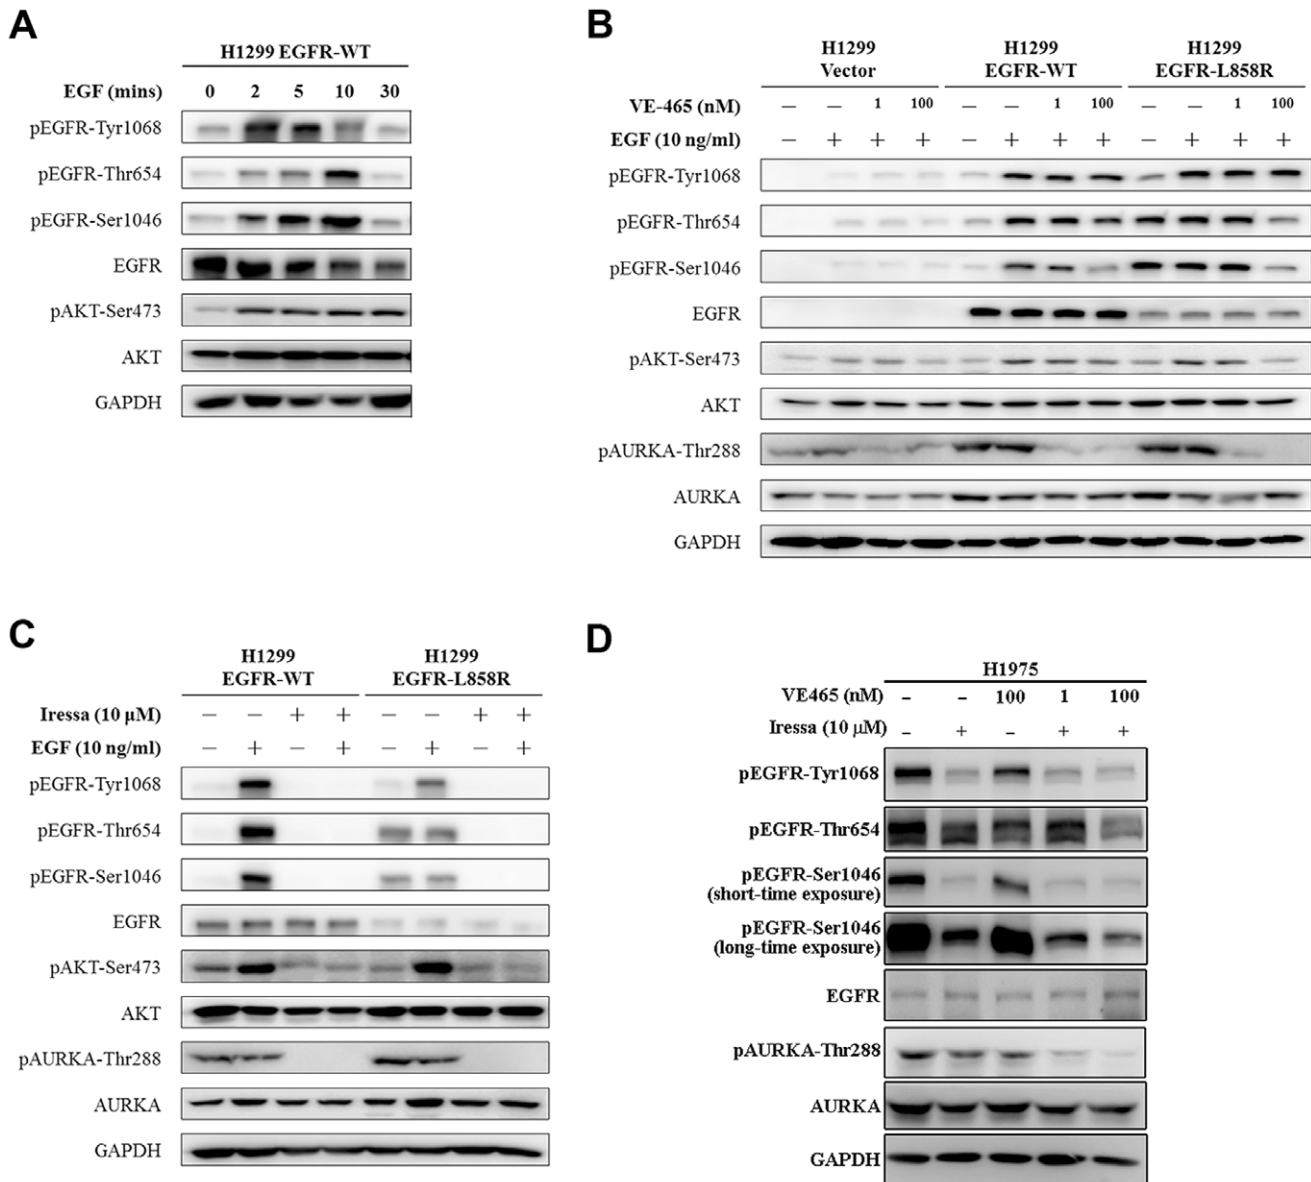 A
H1299 EGFR-WT
EGF (mins) 0 2 5 10 30
pEGFR-Tyr1068
pEGFR-Thr654
pEGFR-Ser1046
EGFR
pAKT-Ser473
AKT
GAPDH
B
H1299 Vector H1299 EGFR-WT H1299 EGFR-L858R
VE-465 (nM) — — 1 100 — — 1 100 — — 1 100
EGF (10 ng/ml) — + + + — + + + — + + +
pEGFR-Tyr1068
pEGFR-Thr654
pEGFR-Ser1046
EGFR
pAKT-Ser473
AKT
pAURKA-Thr288
AURKA
GAPDH
C
H1299 EGFR-WT H1299 EGFR-L858R
Iressa (10 µM) — — + + — — + +
EGF (10 ng/ml) — + — + — + — +
pEGFR-Tyr1068
pEGFR-Thr654
pEGFR-Ser1046
EGFR
pAKT-Ser473
AKT
pAURKA-Thr288
AURKA
GAPDH
D
H1975
VE465 (nM) – – 100 1 100
Iressa (10 µM) – + – + +
pEGFR-Tyr1068
pEGFR-Thr654
pEGFR-Ser1046
(short-time exposure)
pEGFR-Ser1046
(long-time exposure)
EGFR
pAURKA-Thr288
AURKA
GAPDH